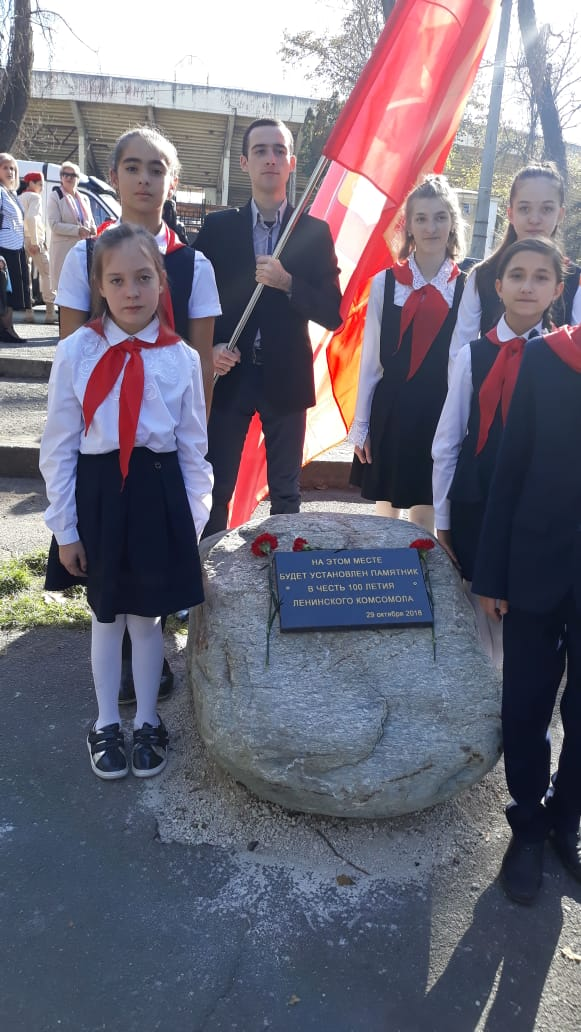 НА ЭТОМ МЕСТЕ
БУДЕТ УСТАНОВЛЕН ПАМЯТНИК
В ЧЕСТЬ 100 ЛЕТИЯ
ЛЕНИНСКОГО КОМСОМОЛА
29 октября 2018